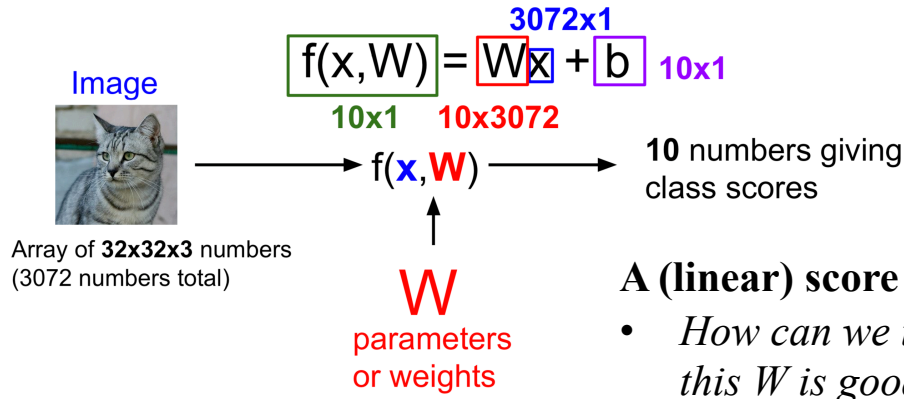 3072x1
f(x,W) = Wx + b 10x1
10x1 10x3072
Image
f(x,W)
10 numbers giving
class scores
Array of 32x32x3 numbers
(3072 numbers total)
W
parameters
or weights
A (linear) score
• How can we
this W is good